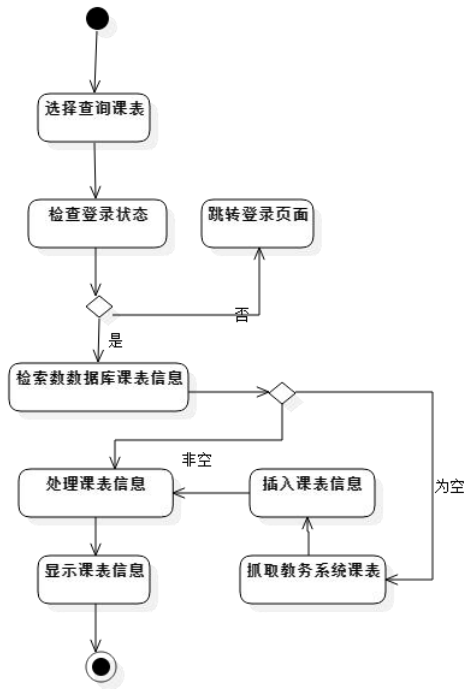 选择查询课表
检查登录状态
跳转登录页面
否
是
检索数数据库课表信息
非空
为空
处理课表信息
插入课表信息
显示课表信息
抓取教务系统课表